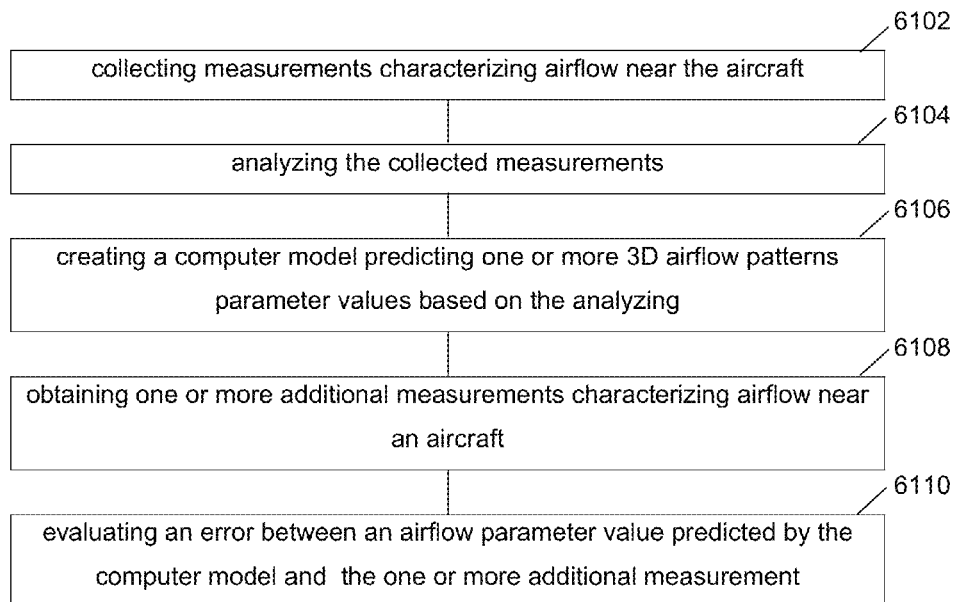 6102
collecting measurements characterizing airflow near the aircraft
6104
analyzing the collected measurements
6106
creating a computer model predicting one or more 3D airflow patterns
parameter values based on the analyzing
6108
obtaining one or more additional measurements characterizing airflow near
an aircraft
6110
evaluating an error between an airflow parameter value predicted by the
computer model and the one or more additional measurement